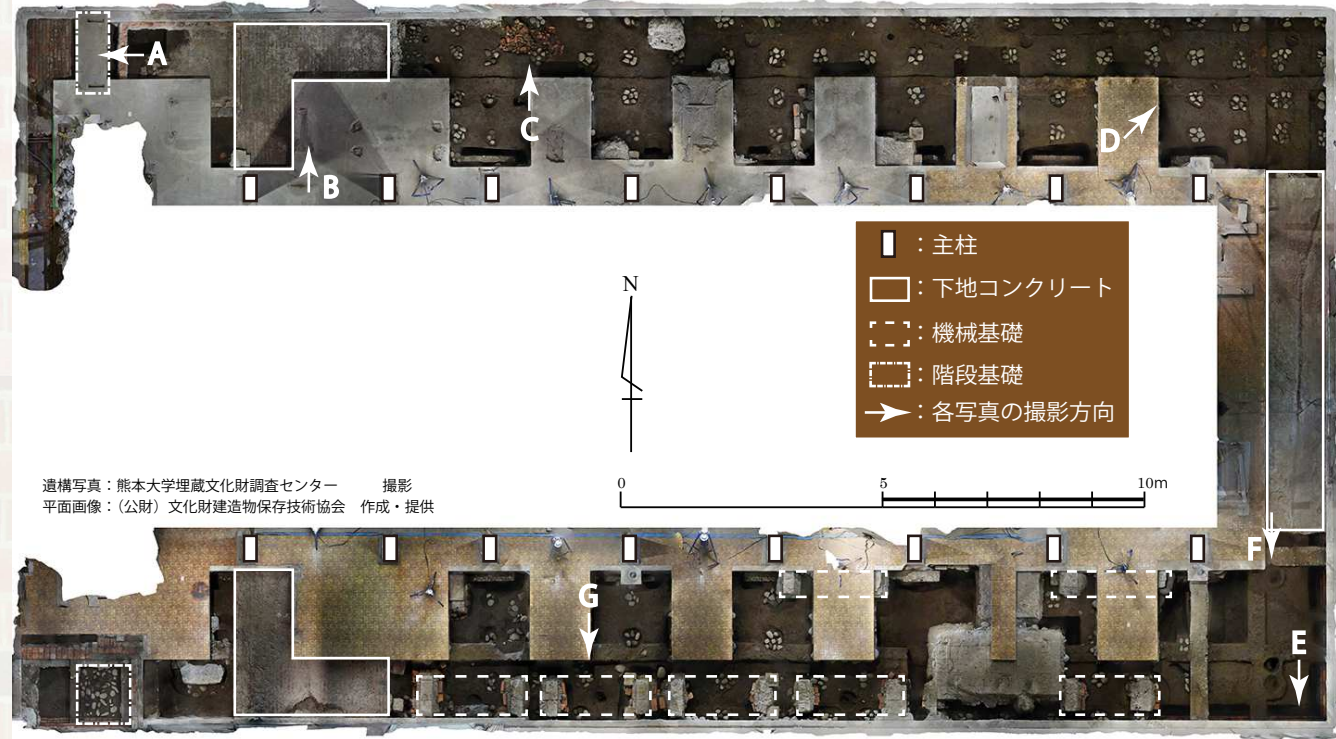 A
B
C
D
：主柱
：下地コンクリート
：機械基礎
：階段基礎
：各写真の撮影方向
N
0 5 10m
遺構写真：熊本大学埋蔵文化財調査センター 撮影
平面画像：（公財）文化財建造物保存技術協会 作成・提供
F
G
E